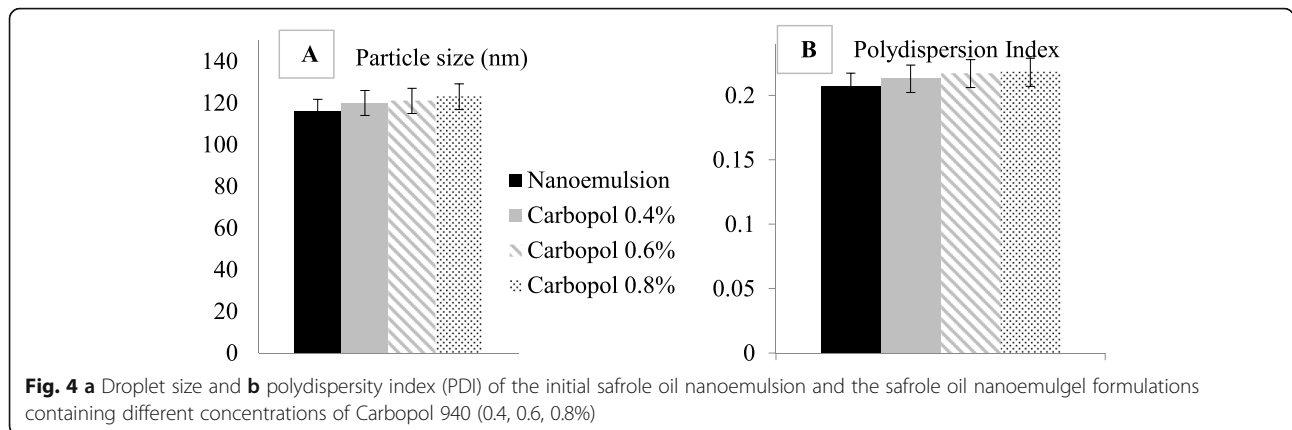 A Particle size (nm)
140
120
100
80
60
40
20
0
Nanoemulsion
Carbopol 0.4%
Carbopol 0.6%
Carbopol 0.8%
B Polydispersion Index
0.2
0.15
0.1
0.05
0
Fig. 4 a Droplet size and b polydispersity index (PDI) of the initial safrole oil nanoemulsion and the safrole oil nanoemulgel formulations
containing different concentrations of Carbopol 940 (0.4, 0.6, 0.8%)